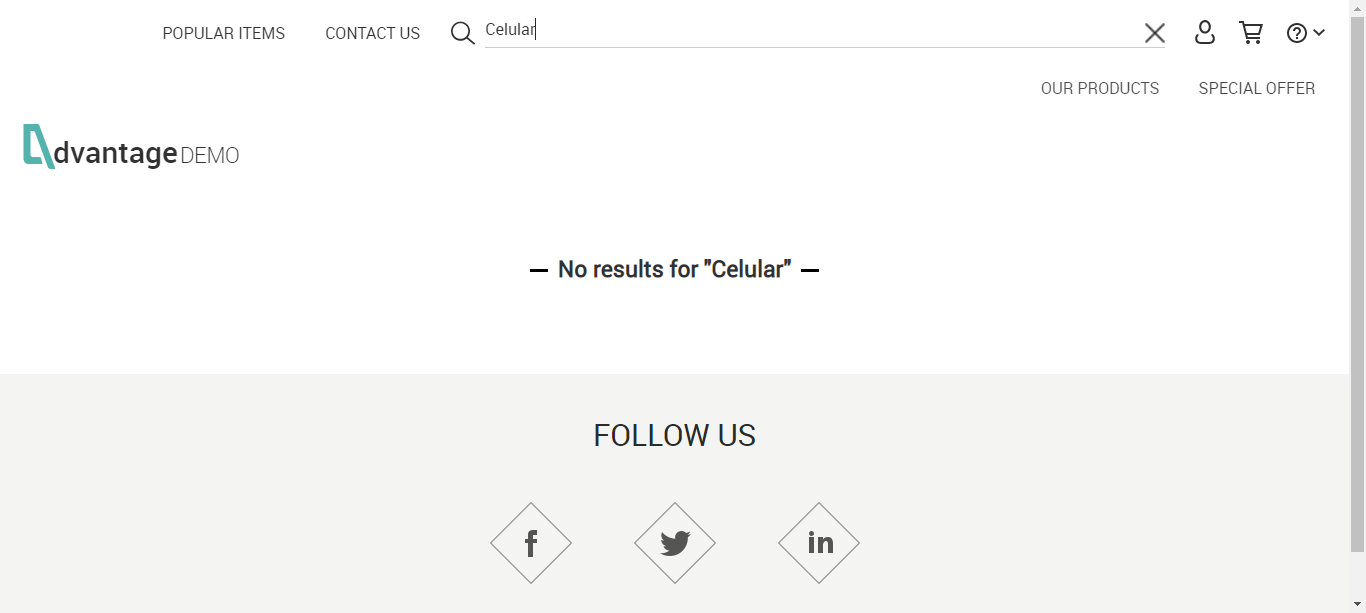 POPULAR ITEMS CONTACT US Celular
OUR PRODUCTS SPECIAL OFFER
dvantage DEMO
No results for "Celular"
FOLLOW US
f in